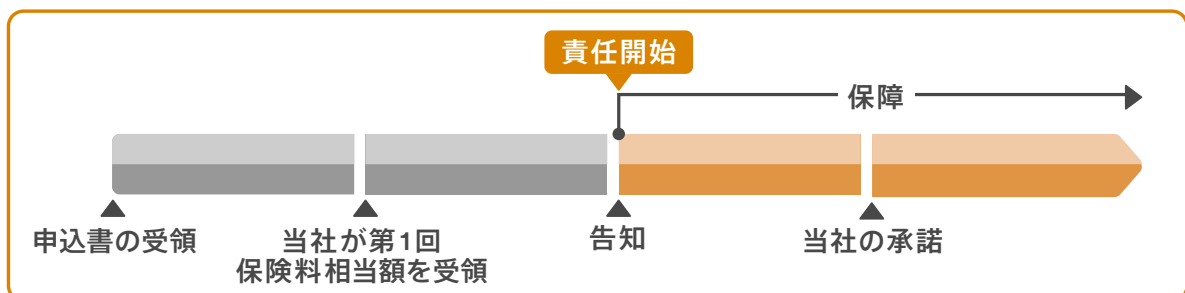 責任開始
保障
申込書の受領
当社が第1回
保険料相当額を受領
告知
当社の承諾